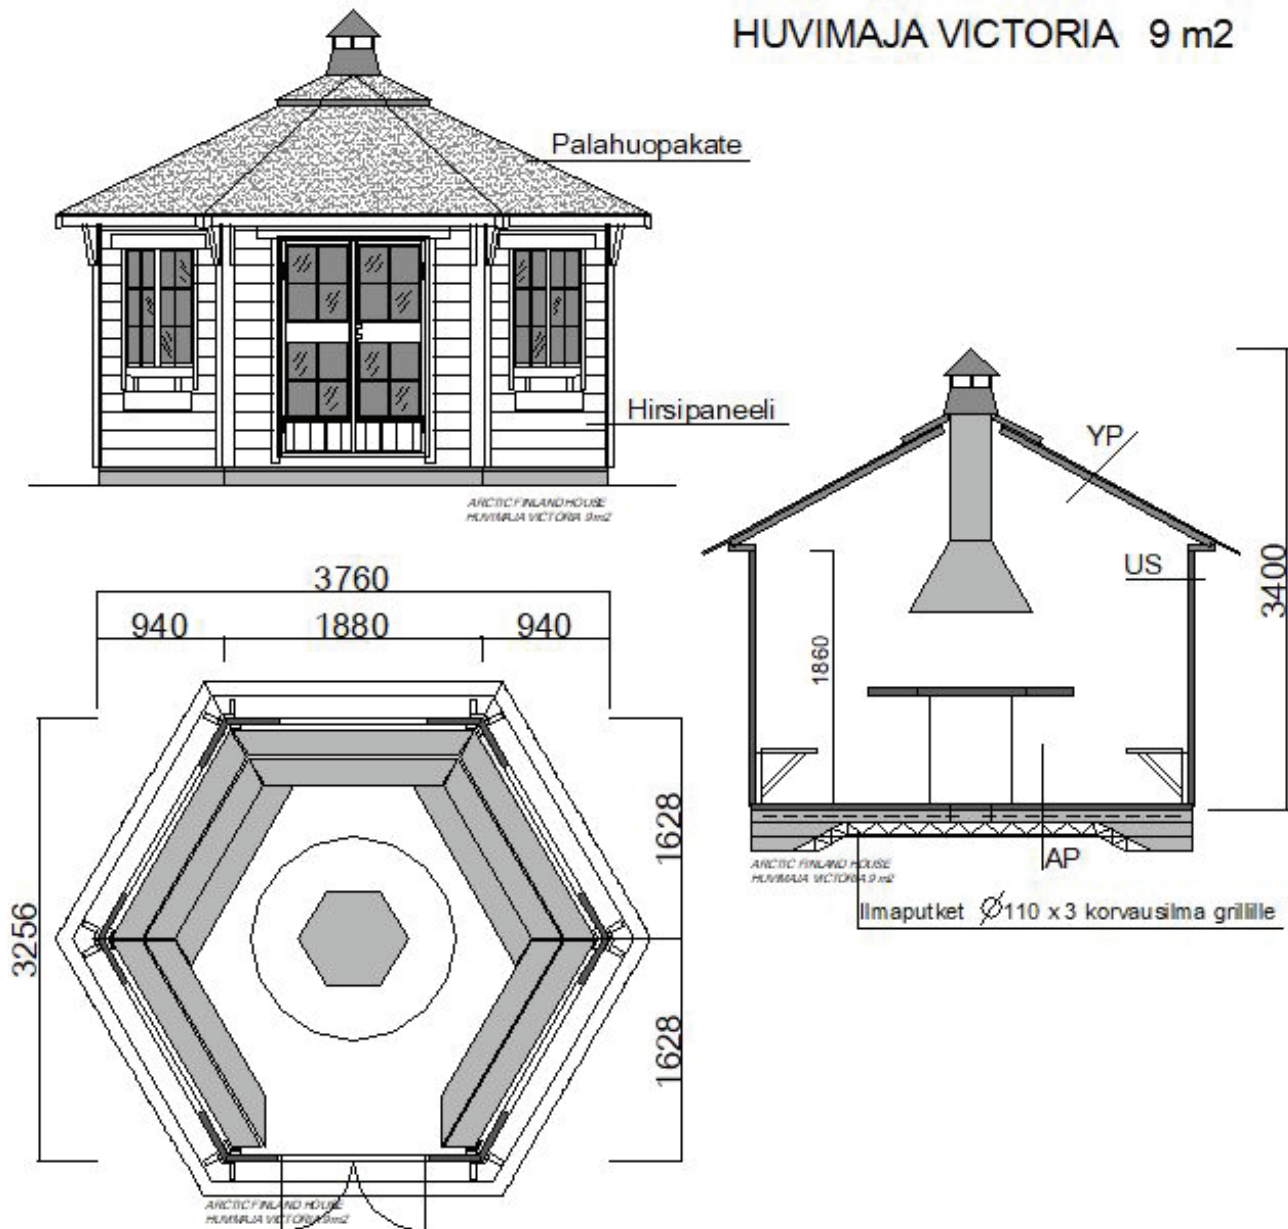 HUVIMAJA VICTORIA 9 m2
Palahuopakate
Hirsipaneeli
ARCTIC FINLAND HOUSE
HUVIMAJA VICTORIA 9 m2
YP
US
3400
1860
AP
ARCTIC FINLAND HOUSE
HUVIMAJA VICTORIA 9 m2
Ilmaputket Ø110 x 3 korvausilma grillille
3760
940 1880 940
1628
3256
1628
ARCTIC FINLAND HOUSE
HUVIMAJA VICTORIA 9m2